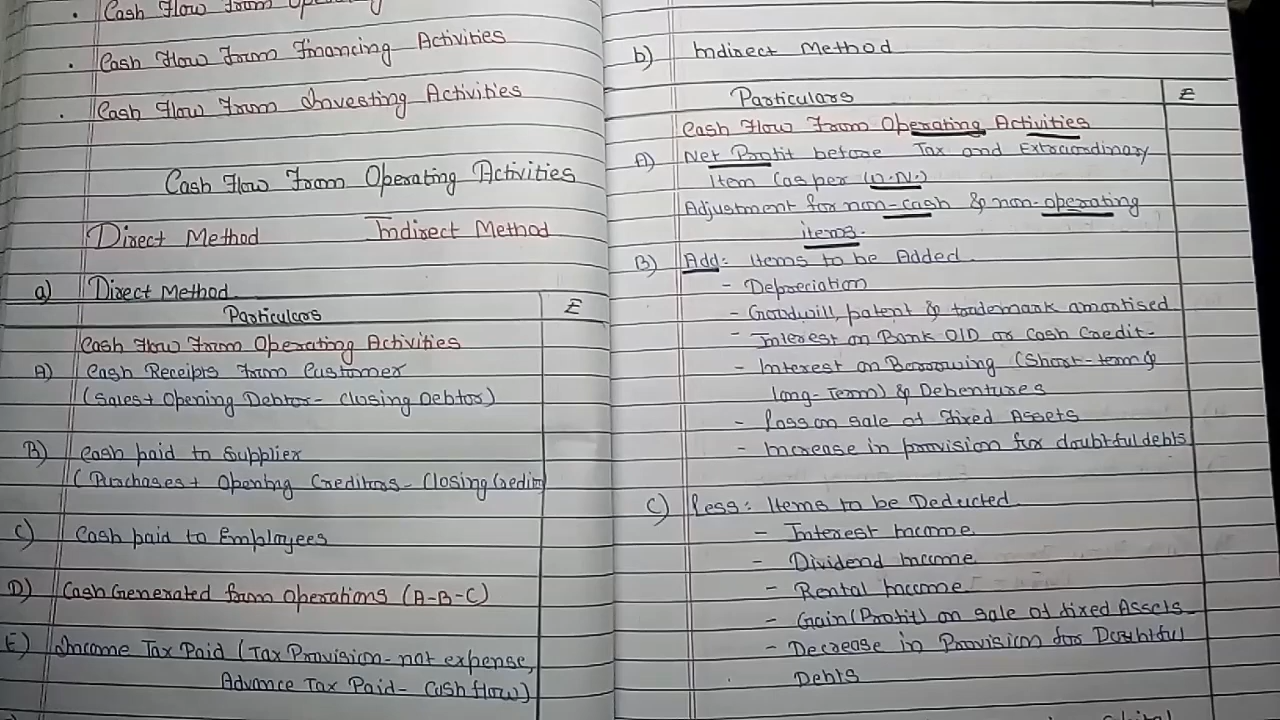 • Cash Flow From
• Cash Flow From Financing Activities
• Cash Flow From Investing Activities
Cash Flow From Operating Activities
Direct Method Indirect Method
a) Direct Method
Particulars ₹
Cash Flow From Operating Activities
A) Cash Receipts From Customer
(Sales+ Opening Debtor- Closing Debtor)
B) Cash paid to Supplier
(Purchases+ Opening Creditors- Closing Creditor
C) Cash paid to Employees
D) Cash Generated from Operations (A-B-C)
E) Income Tax Paid (Tax Provision- not expense,
Advance Tax Paid- Cash flow)
b) Indirect Method
Particulars ₹
Cash Flow From Operating Activities
A) Net Profit before Tax and Extraordinary
Item (as per W.N.)
Adjustment for non-cash & non-operating
items.
B) Add: Items to be Added
- Depreciation
- Goodwill, patent & trademark amortised
- Interest on Bank O/D or Cash Credit-
- Interest on Borrowing (Short-term &
long-Term) & Debentures
- Loss on sale of Fixed Assets
- Increase in provision for doubtful debts
C) Less: Items to be Deducted
- Interest Income
- Dividend Income
- Rental Income
- Gain (Profit) on sale of fixed Assets
- Decrease in Provision for Doubtful
Debts